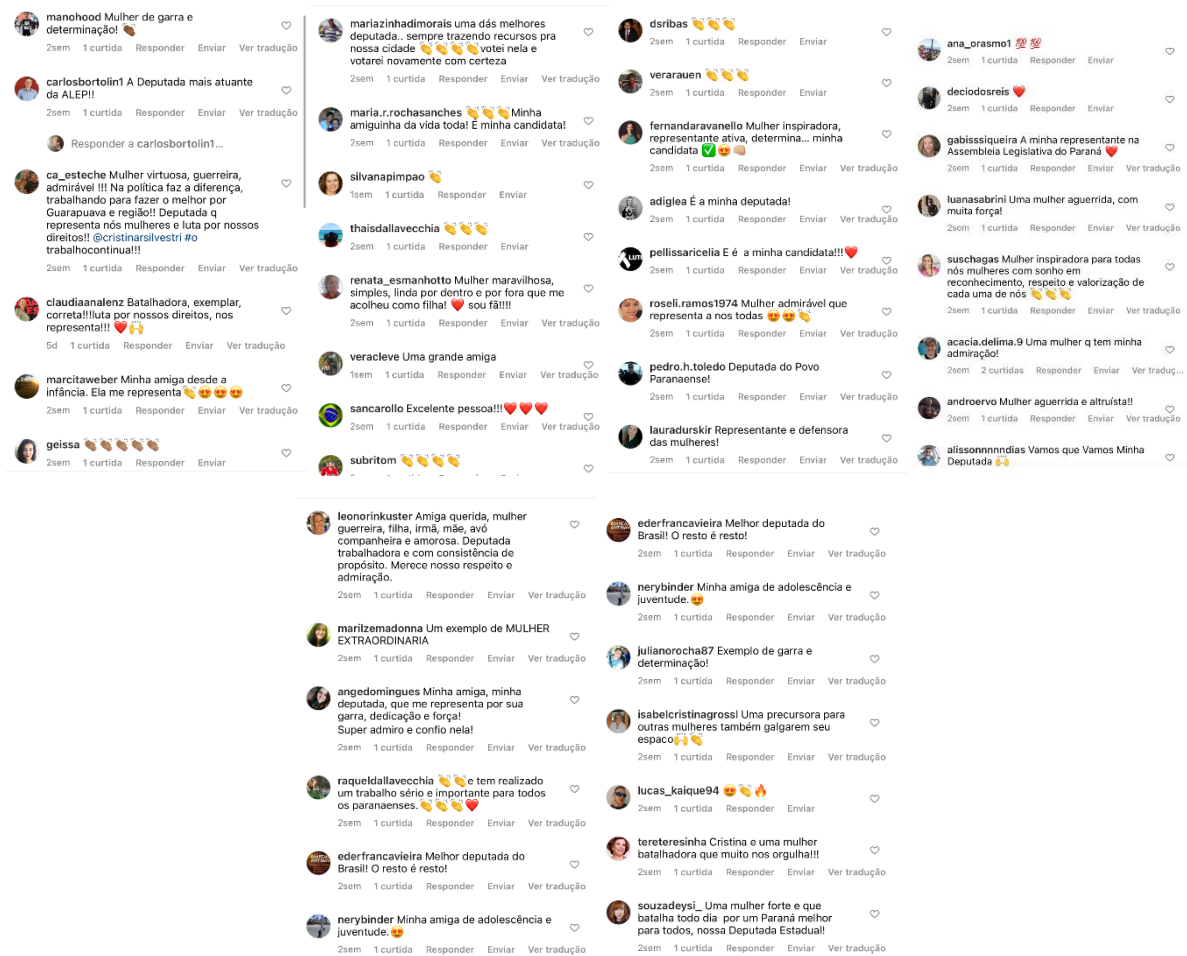 manohood Mulher de garra e
determinação! 👏🏾
2sem 1 curtida Responder Enviar Ver tradução
carlosbortolin1 A Deputada mais atuante
da ALEP!!
2sem 1 curtida Responder Enviar Ver tradução
Responder a carlosbortolin1...
ca_esteche Mulher virtuosa, guerreira,
admirável !!! Na política faz a diferença,
trabalhando para fazer o melhor por
Guarapuava e região!! Deputada q
representa nós mulheres e luta por nossos
direitos!! @cristinarsilvestri #o
trabalhocontinua!!!
2sem 1 curtida Responder Enviar Ver tradução
claudiaanalenz Batalhadora, exemplar,
correta!!!luta por nossos direitos, nos
representa!!! ❤️🙌
5d 1 curtida Responder Enviar Ver tradução
marcitaweber Minha amiga desde a
infância. Ela me representa👏😍😍😍
2sem 1 curtida Responder Enviar Ver tradução
geissa 👏🏾👏🏾👏🏾👏🏾👏🏾
2sem 1 curtida Responder Enviar
mariazinhadimorais uma dás melhores
deputada.. sempre trazendo recursos pra
nossa cidade 👏👏👏👏votei nela e
votarei novamente com certeza
2sem 1 curtida Responder Enviar Ver tradução
maria.r.rochasanches 👏👏👏Minha
amiguinha da vida toda! E minha candidata!
2sem 1 curtida Responder Enviar Ver tradução
silvanapimpao 👏
1sem 1 curtida Responder Enviar
thaisdallavecchia 👏👏👏
2sem 1 curtida Responder Enviar
renata_esmanhotto Mulher maravilhosa,
simples, linda por dentro e por fora que me
acolheu como filha! ❤️ sou fã!!!!
2sem 1 curtida Responder Enviar Ver tradução
veracleve Uma grande amiga
1sem 1 curtida Responder Enviar Ver tradução
sancarollo Excelente pessoa!!!❤️❤️❤️
2sem 1 curtida Responder Enviar Ver tradução
subritom 👏👏👏👏
dsribas 👏👏👏
2sem 1 curtida Responder Enviar
verarauen 👏👏👏
2sem 1 curtida Responder Enviar
fernandaravanello Mulher inspiradora,
representante ativa, determina... minha
candidata ✅😍👊🏼
2sem 1 curtida Responder Enviar Ver tradução
adiglea É a minha deputada!
2sem 1 curtida Responder Enviar Ver tradução
pellissaricelia E é a minha candidata!!!❤️
2sem 1 curtida Responder Enviar Ver tradução
roseli.ramos1974 Mulher admirável que
representa a nos todas 😍😍👏
2sem 1 curtida Responder Enviar Ver tradução
pedro.h.toledo Deputada do Povo
Paranaense!
2sem 1 curtida Responder Enviar Ver tradução
lauradurskir Representante e defensora
das mulheres!
2sem 1 curtida Responder Enviar Ver tradução
ana_orasmo1 💯 💯
2sem 1 curtida Responder Enviar
deciodosreis ❤️
2sem 1 curtida Responder Enviar
gabisssiqueira A minha representante na
Assembleia Legislativa do Paraná ❤️
2sem 1 curtida Responder Enviar Ver tradução
luanasabrini Uma mulher aguerrida, com
muita força!
2sem 1 curtida Responder Enviar Ver tradução
suschagas Mulher inspiradora para todas
nós mulheres com sonho em
reconhecimento, respeito e valorização de
cada uma de nós 👏👏👏
2sem 1 curtida Responder Enviar Ver tradução
acacia.delima.9 Uma mulher q tem minha
admiração!
2sem 2 curtidas Responder Enviar Ver traduç...
androervo Mulher aguerrida e altruísta!!
2sem 1 curtida Responder Enviar Ver tradução
alissonnnnndias Vamos que Vamos Minha
Deputada 🙌
leonorinkuster Amiga querida, mulher
guerreira, filha, irmã, mãe, avó
companheira e amorosa. Deputada
trabalhadora e com consistência de
propósito. Merece nosso respeito e
admiração.
2sem 1 curtida Responder Enviar Ver tradução
marilzemadonna Um exemplo de MULHER
EXTRAORDINARIA
2sem 1 curtida Responder Enviar Ver tradução
angedomingues Minha amiga, minha
deputada, que me representa por sua
garra, dedicação e força!
Super admiro e confio nela!
2sem 1 curtida Responder Enviar Ver tradução
raqueldallavecchia 👏👏e tem realizado
um trabalho sério e importante para todos
os paranaenses.👏👏👏❤️
2sem 1 curtida Responder Enviar Ver tradução
ederfrancavieira Melhor deputada do
Brasil! O resto é resto!
2sem 1 curtida Responder Enviar Ver tradução
nerybinder Minha amiga de adolescência e
juventude.😍
2sem 1 curtida Responder Enviar Ver tradução
ederfrancavieira Melhor deputada do
Brasil! O resto é resto!
2sem 1 curtida Responder Enviar Ver tradução
nerybinder Minha amiga de adolescência e
juventude.😍
2sem 1 curtida Responder Enviar Ver tradução
julianorocha87 Exemplo de garra e
determinação!
2sem 1 curtida Responder Enviar Ver tradução
isabelcristinagrossl Uma precursora para
outras mulheres também galgarem seu
espaco🙌👏
2sem 1 curtida Responder Enviar Ver tradução
lucas_kaique94 😍👏🔥
2sem 1 curtida Responder Enviar
tereteresinha Cristina e uma mulher
batalhadora que muito nos orgulha!!!
2sem 1 curtida Responder Enviar Ver tradução
souzadeysi_ Uma mulher forte e que
batalha todo dia por um Paraná melhor
para todos, nossa Deputada Estadual!
2sem 1 curtida Responder Enviar Ver tradução